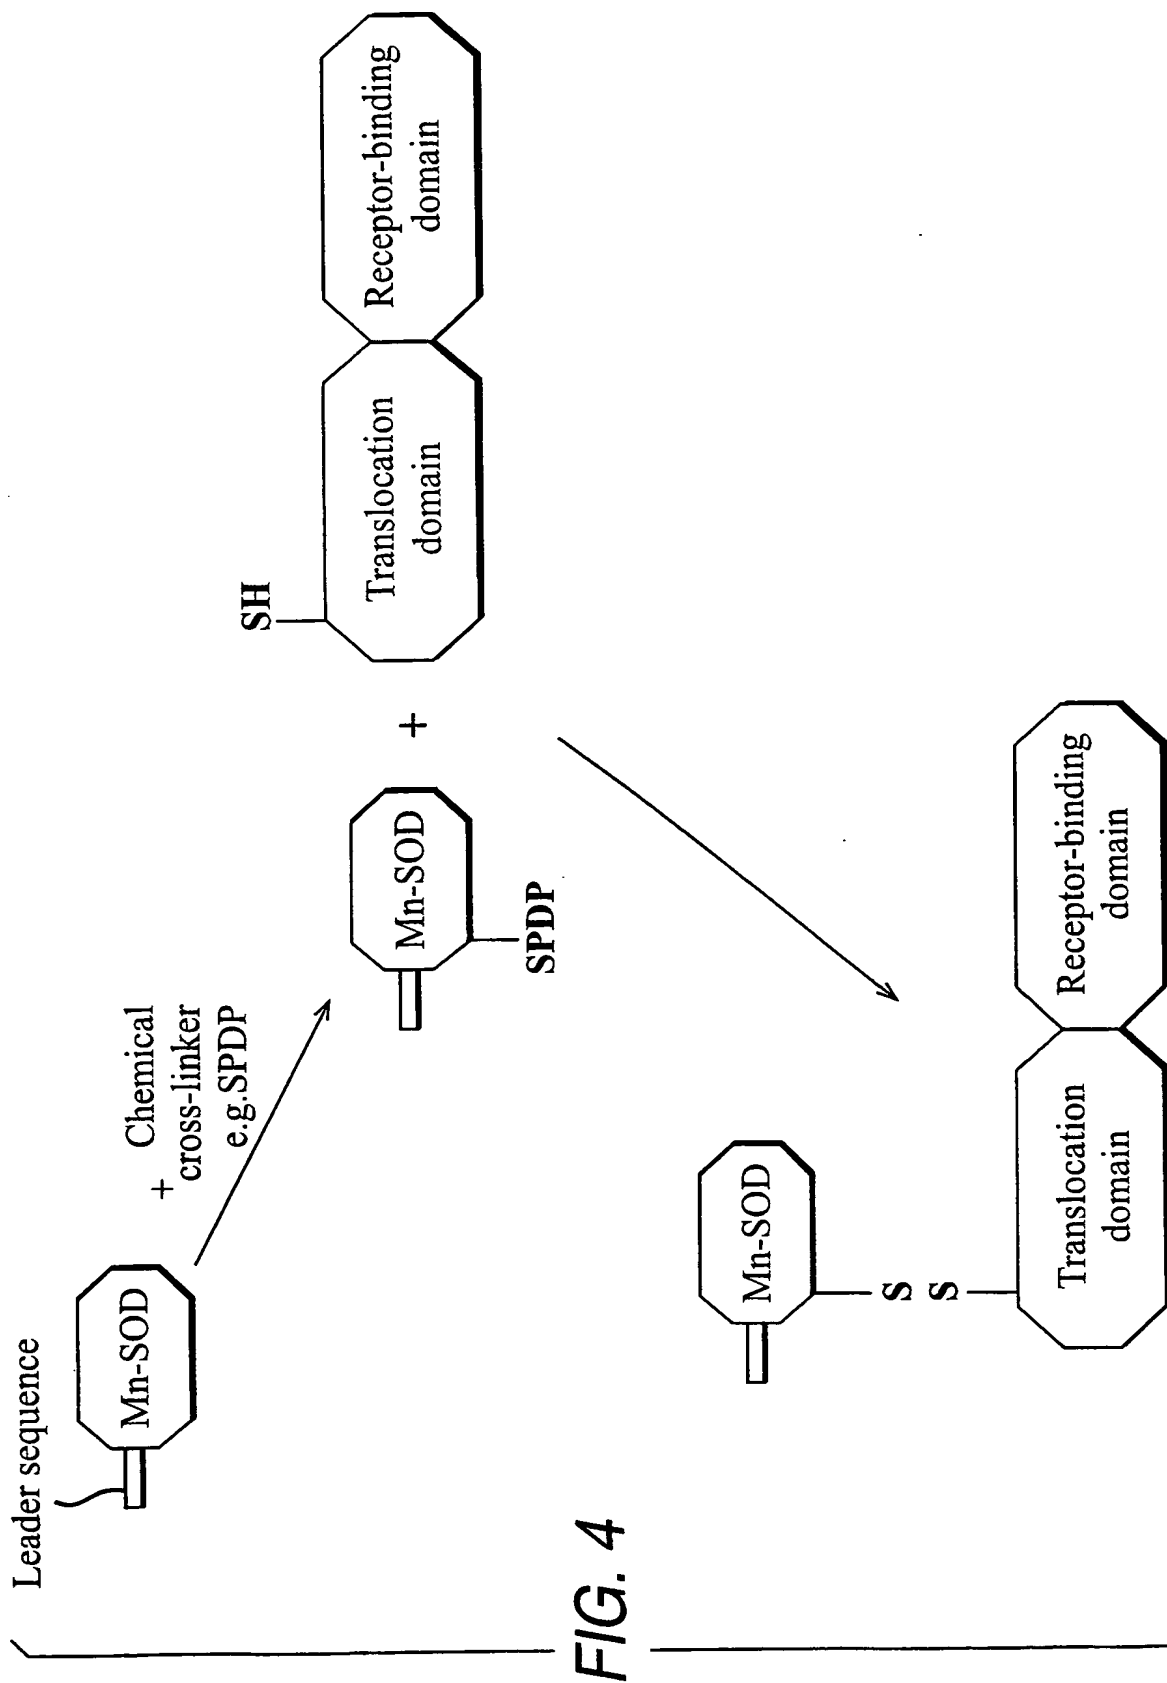 Leader sequence
Mn-SOD
+ Chemical
cross-linker
e.g.SPDP
Mn-SOD
SPDP
+
SH
Translocation
domain
Receptor-binding
domain
Mn-SOD
S
S
Translocation
domain
Receptor-binding
domain
FIG. 4